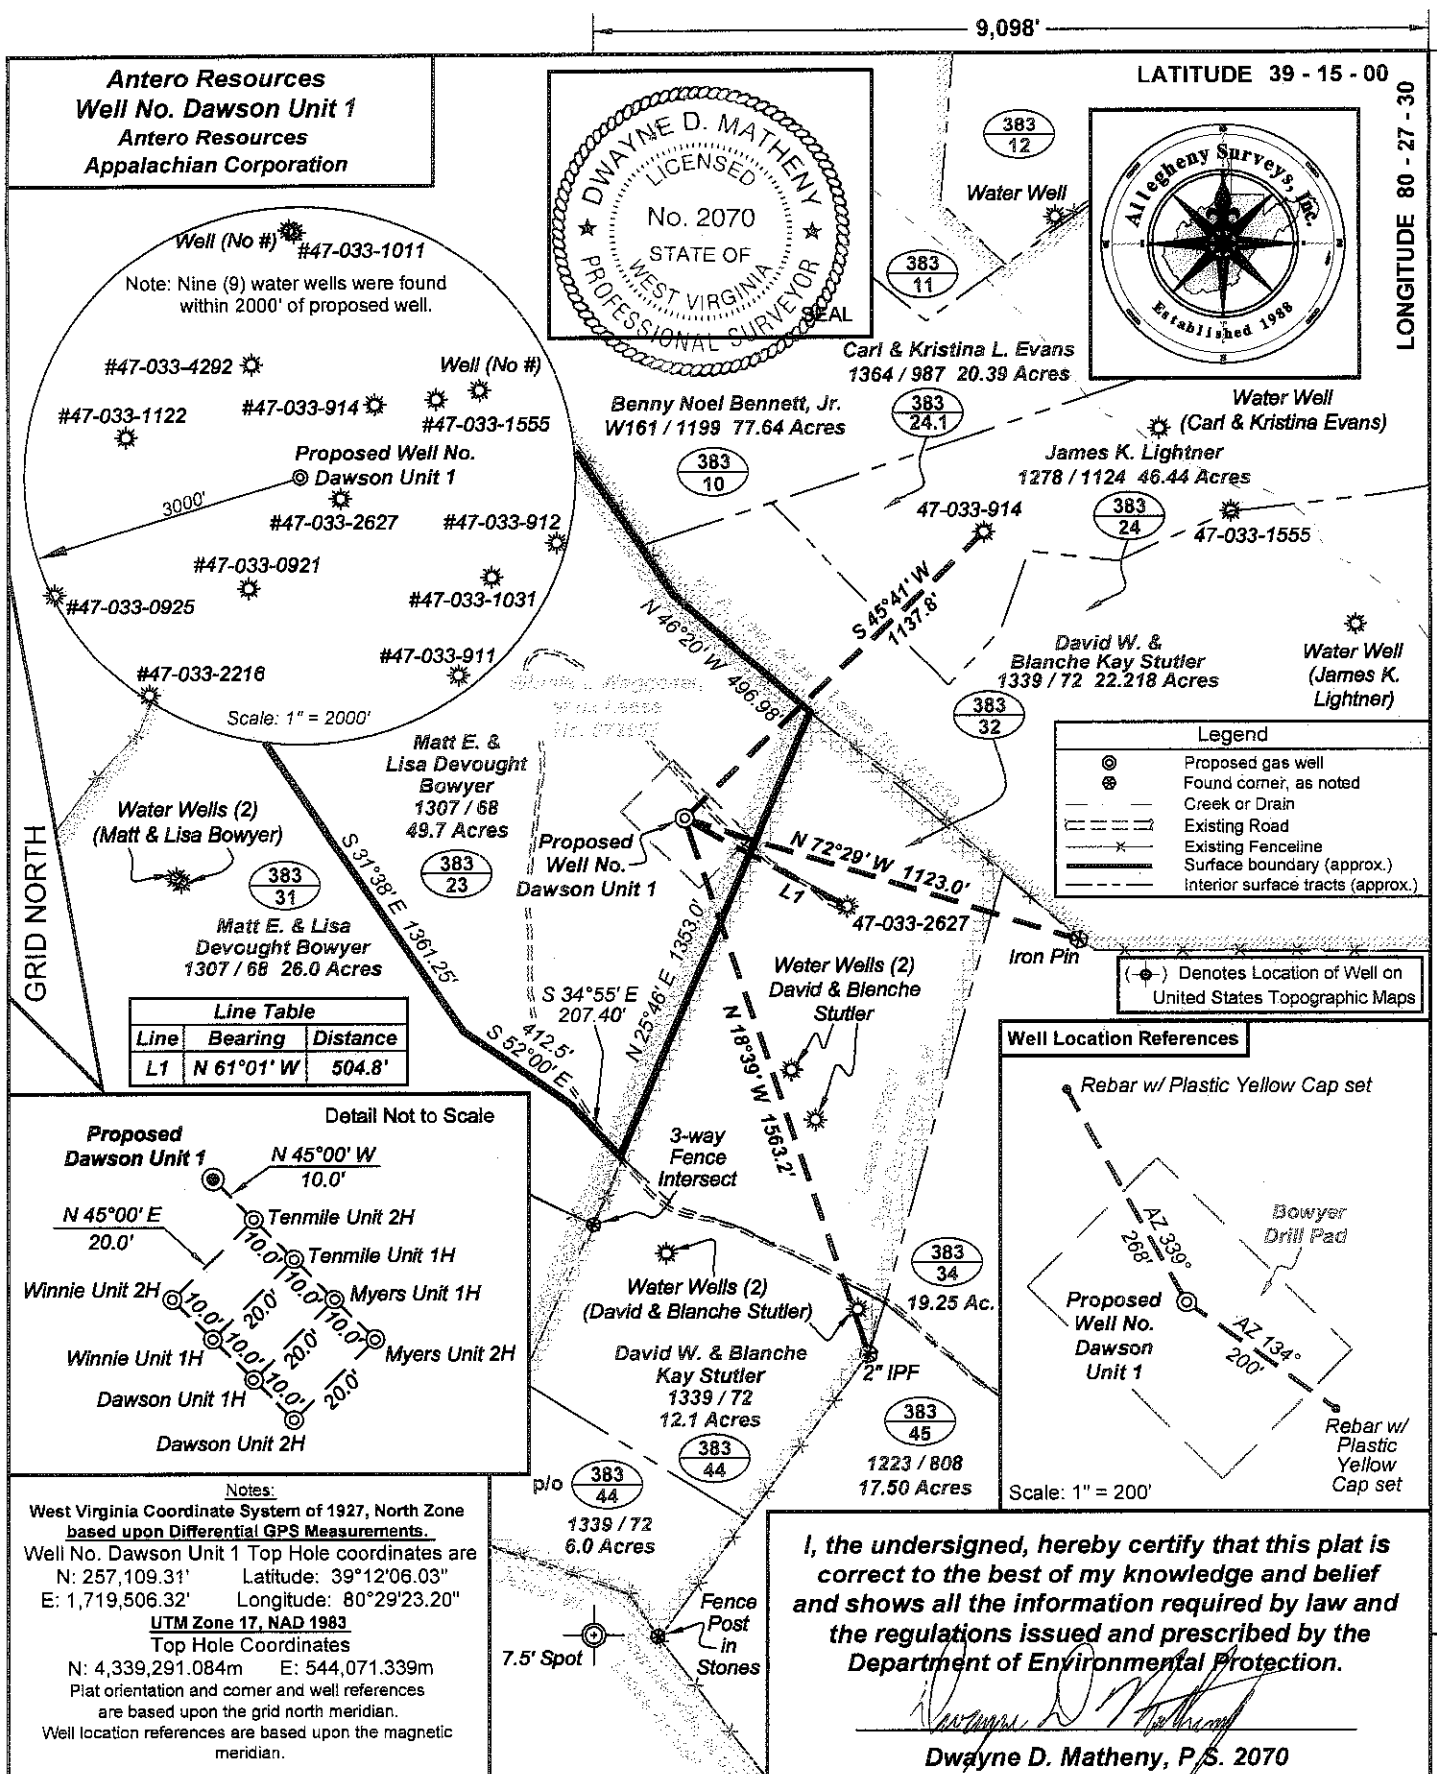 9,098'
Antero Resources
Well No. Dawson Unit 1
Antero Resources
Appalachian Corporation
DWAYNE D. MATHENY
LICENSED
No. 2070
STATE OF
WEST VIRGINIA
PROFESSIONAL SURVEYOR
SEAL
LATITUDE 39 - 15 - 00
LONGITUDE 80 - 27 - 30
Allegheny Surveys, Inc.
Established 1988
383
12
Water Well
383
11
Well (No #)
#47-033-1011
Note: Nine (9) water wells were found
within 2000' of proposed well.
#47-033-4292
Well (No #)
#47-033-1122
#47-033-914
#47-033-1555
Proposed Well No.
Dawson Unit 1
3000'
#47-033-2627
#47-033-912
#47-033-0921
#47-033-0925
#47-033-1031
#47-033-911
#47-033-2216
Scale: 1" = 2000'
Carl & Kristina L. Evans
1364 / 987 20.39 Acres
383
24.1
Benny Noel Bennett, Jr.
W161 / 1199 77.64 Acres
383
10
Water Well
(Carl & Kristina Evans)
James K. Lightner
1278 / 1124 46.44 Acres
383
24
47-033-914
47-033-1555
S 45°41' W
1137.8'
N 46°20' W 496.98'
David W. &
Blanche Kay Stutler
1339 / 72 22.218 Acres
383
32
Water Well
(James K.
Lightner)
Legend
Proposed gas well
Found corner, as noted
Creek or Drain
Existing Road
Existing Fenceline
Surface boundary (approx.)
Interior surface tracts (approx.)
Matt E. &
Lisa Devought
Bowyer
1307 / 68
49.7 Acres
383
23
Water Wells (2)
(Matt & Lisa Bowyer)
383
31
Matt E. & Lisa
Devought Bowyer
1307 / 68 26.0 Acres
GRID NORTH
S 31°38' E 1361.25'
Proposed
Well No.
Dawson Unit 1
N 72°29' W 1123.0'
L1
47-033-2627
Iron Pin
(-⊕-) Denotes Location of Well on
United States Topographic Maps
Line Table
Line Bearing Distance
L1 N 61°01' W 504.8'
S 34°55' E
207.40'
412.5'
S 52°00' E
N 25°46' E 1353.0'
Water Wells (2)
David & Blenche
Stutler
N 18°39' W 1563.2'
3-way
Fence
Intersect
Well Location References
Rebar w/ Plastic Yellow Cap set
AZ 339°
268'
Bowyer
Drill Pad
Proposed
Well No.
Dawson
Unit 1
AZ 134°
200'
Rebar w/
Plastic
Yellow
Cap set
Scale: 1" = 200'
Detail Not to Scale
Proposed
Dawson Unit 1
N 45°00' W
10.0'
N 45°00' E
20.0'
Tenmile Unit 2H
10.0'
Tenmile Unit 1H
10.0'
Winnie Unit 2H
Myers Unit 1H
10.0'
20.0'
10.0'
Winnie Unit 1H
10.0'
20.0'
Myers Unit 2H
Dawson Unit 1H
10.0'
20.0'
Dawson Unit 2H
Water Wells (2)
(David & Blanche Stutler)
383
34
19.25 Ac.
David W. & Blanche
Kay Stutler
1339 / 72
12.1 Acres
383
44
2" IPF
383
45
1223 / 808
17.50 Acres
p/o
383
44
1339 / 72
6.0 Acres
7.5' Spot
Fence
Post
in
Stones
Notes:
West Virginia Coordinate System of 1927, North Zone
based upon Differential GPS Measurements.
Well No. Dawson Unit 1 Top Hole coordinates are
N: 257,109.31' Latitude: 39°12'06.03"
E: 1,719,506.32' Longitude: 80°29'23.20"
UTM Zone 17, NAD 1983
Top Hole Coordinates
N: 4,339,291.084m E: 544,071.339m
Plat orientation and corner and well references
are based upon the grid north meridian.
Well location references are based upon the magnetic
meridian.
I, the undersigned, hereby certify that this plat is
correct to the best of my knowledge and belief
and shows all the information required by law and
the regulations issued and prescribed by the
Department of Environmental Protection.
Dwayne D. Matheny
Dwayne D. Matheny, P.S. 2070